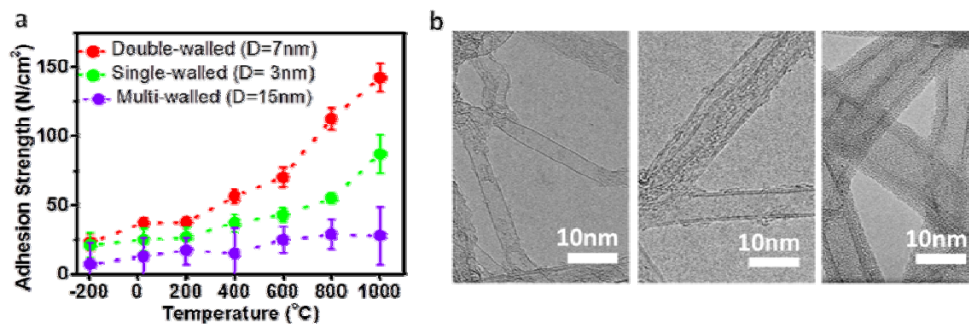 a
b
150
100
50
0
Adhesion Strength (N/cm²)
Double-walled (D=7nm)
Single-walled (D= 3nm)
Multi-walled (D=15nm)
-200 0 200 400 600 800 1000
Temperature (°C)
10nm
10nm
10nm